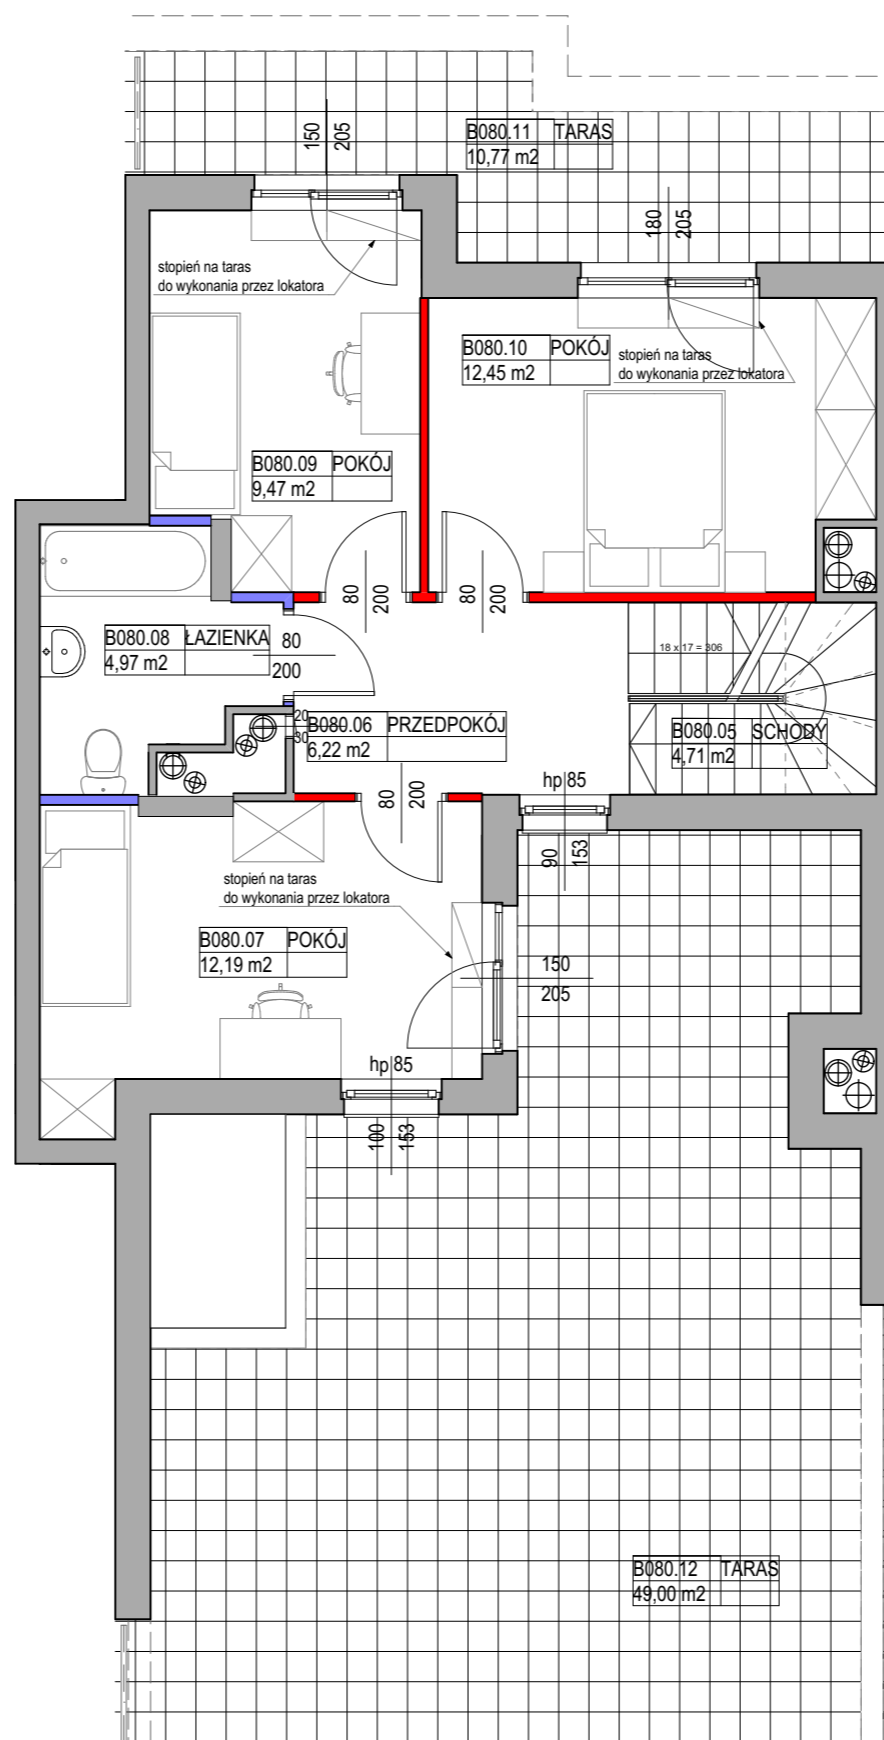 150
205
B080.11 TARAS
10,77 m2
180
205
stopień na taras
do wykonania przez lokatora
B080.10 POKÓJ
12,45 m2
stopień na taras
do wykonania przez lokatora
B080.09 POKÓJ
9,47 m2
80
200
80
200
B080.08 ŁAZIENKA
4,97 m2
80
200
18 x 17 = 306
20
30
B080.06 PRZEDPOKÓJ
6,22 m2
B080.05 SCHODY
4,71 m2
80
200
hp 85
90
153
stopień na taras
do wykonania przez lokatora
B080.07 POKÓJ
12,19 m2
150
205
hp 85
100
153
B080.12 TARAS
49,00 m2